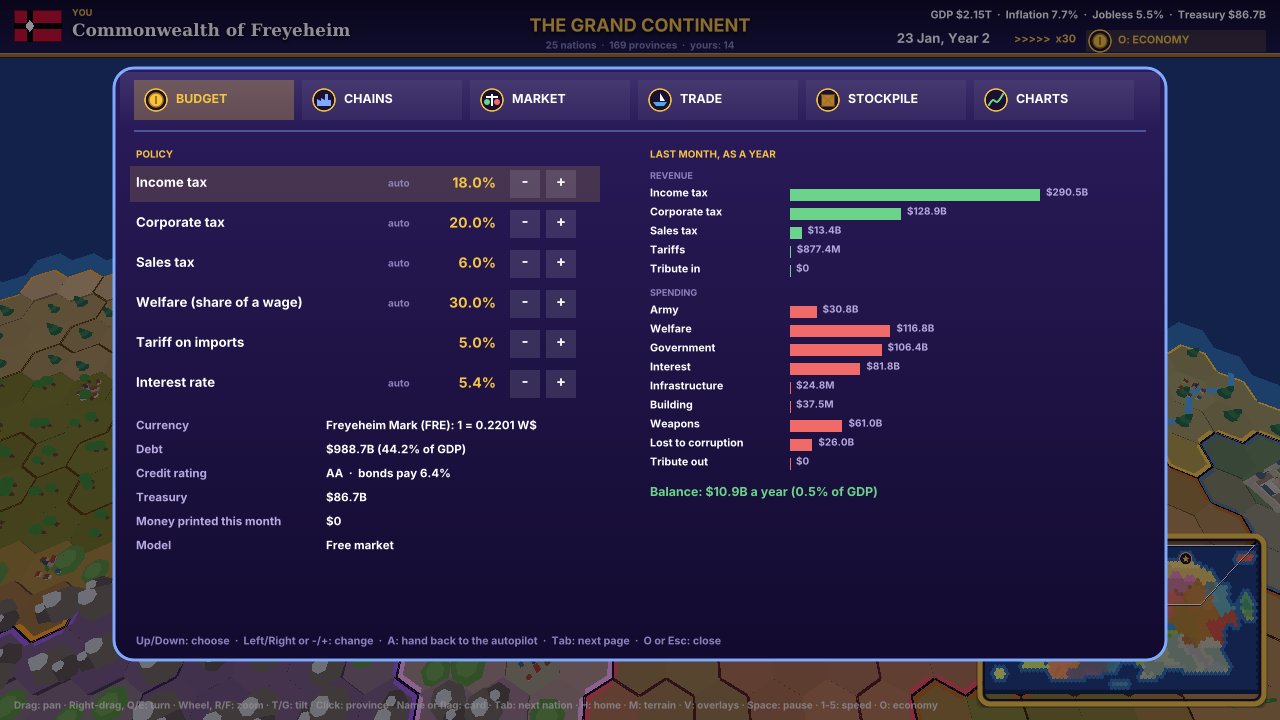 YOU
Commonwealth of Freyeheim
THE GRAND CONTINENT
25 nations · 169 provinces · yours: 14
GDP $2.15T · Inflation 7.7% · Jobless 5.5% · Treasury $86.7B
23 Jan, Year 2 >>>>> x30 O: ECONOMY
BUDGET CHAINS MARKET TRADE STOCKPILE CHARTS
POLICY
Income tax auto 18.0% - +
Corporate tax auto 20.0% - +
Sales tax auto 6.0% - +
Welfare (share of a wage) auto 30.0% - +
Tariff on imports 5.0% - +
Interest rate auto 5.4% - +
Currency Freyeheim Mark (FRE): 1 = 0.2201 W$
Debt $988.7B (44.2% of GDP)
Credit rating AA · bonds pay 6.4%
Treasury $86.7B
Money printed this month $0
Model Free market
LAST MONTH, AS A YEAR
REVENUE
Income tax $290.5B
Corporate tax $128.9B
Sales tax $13.4B
Tariffs $877.4M
Tribute in $0
SPENDING
Army $30.8B
Welfare $116.8B
Government $106.4B
Interest $81.8B
Infrastructure $24.8M
Building $37.5M
Weapons $61.0B
Lost to corruption $26.0B
Tribute out $0
Balance: $10.9B a year (0.5% of GDP)
Up/Down: choose · Left/Right or -/+: change · A: hand back to the autopilot · Tab: next page · O or Esc: close
Drag: pan · Right-drag, Q/E: turn · Wheel, R/F: zoom · T/G: tilt · Click: province · Name or flag: card · Tab: next nation · H: home · M: terrain · V: overlays · Space: pause · 1-5: speed · O: economy